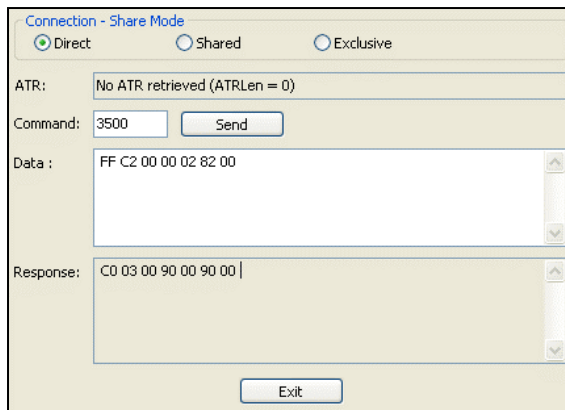 Connection - Share Mode
Direct Shared Exclusive
ATR: No ATR retrieved (ATRLen = 0)
Command: 3500 Send
Data : FF C2 00 00 02 82 00
Response: C0 03 00 90 00 90 00
Exit